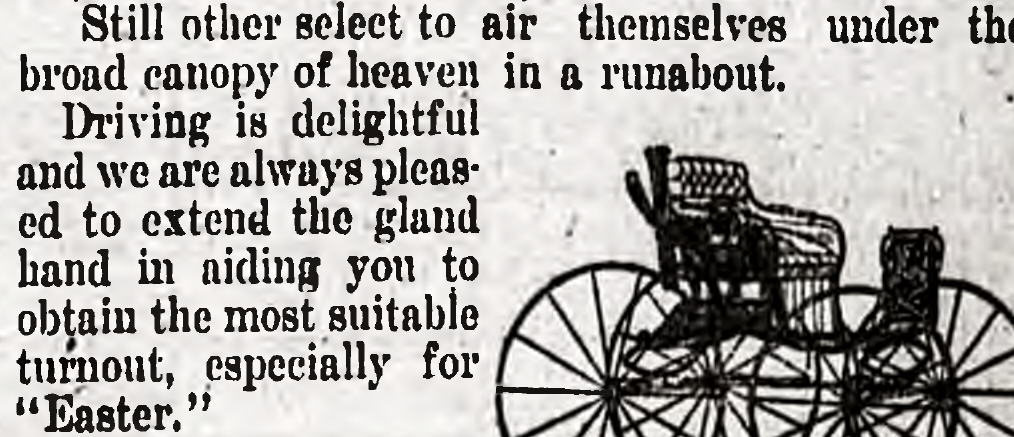 Still other select to air themselves under the
broad canopy of heaven in a runabout.
Driving is delightful
and we are always pleas-
ed to extend the gland
hand in aiding you to
obtain the most suitable
turnout, especially for
"Easter."